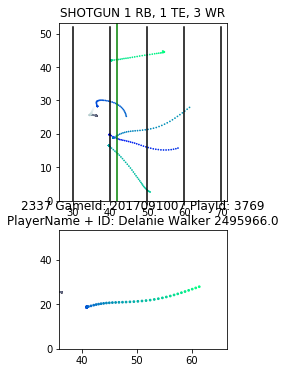 SHOTGUN 1 RB, 1 TE, 3 WR
50
40
30
20
10
0
30 40 50 60 70
2337 GameId: 2017091007 PlayId: 3769
PlayerName + ID: Delanie Walker 2495966.0
40
20
0
40 50 60